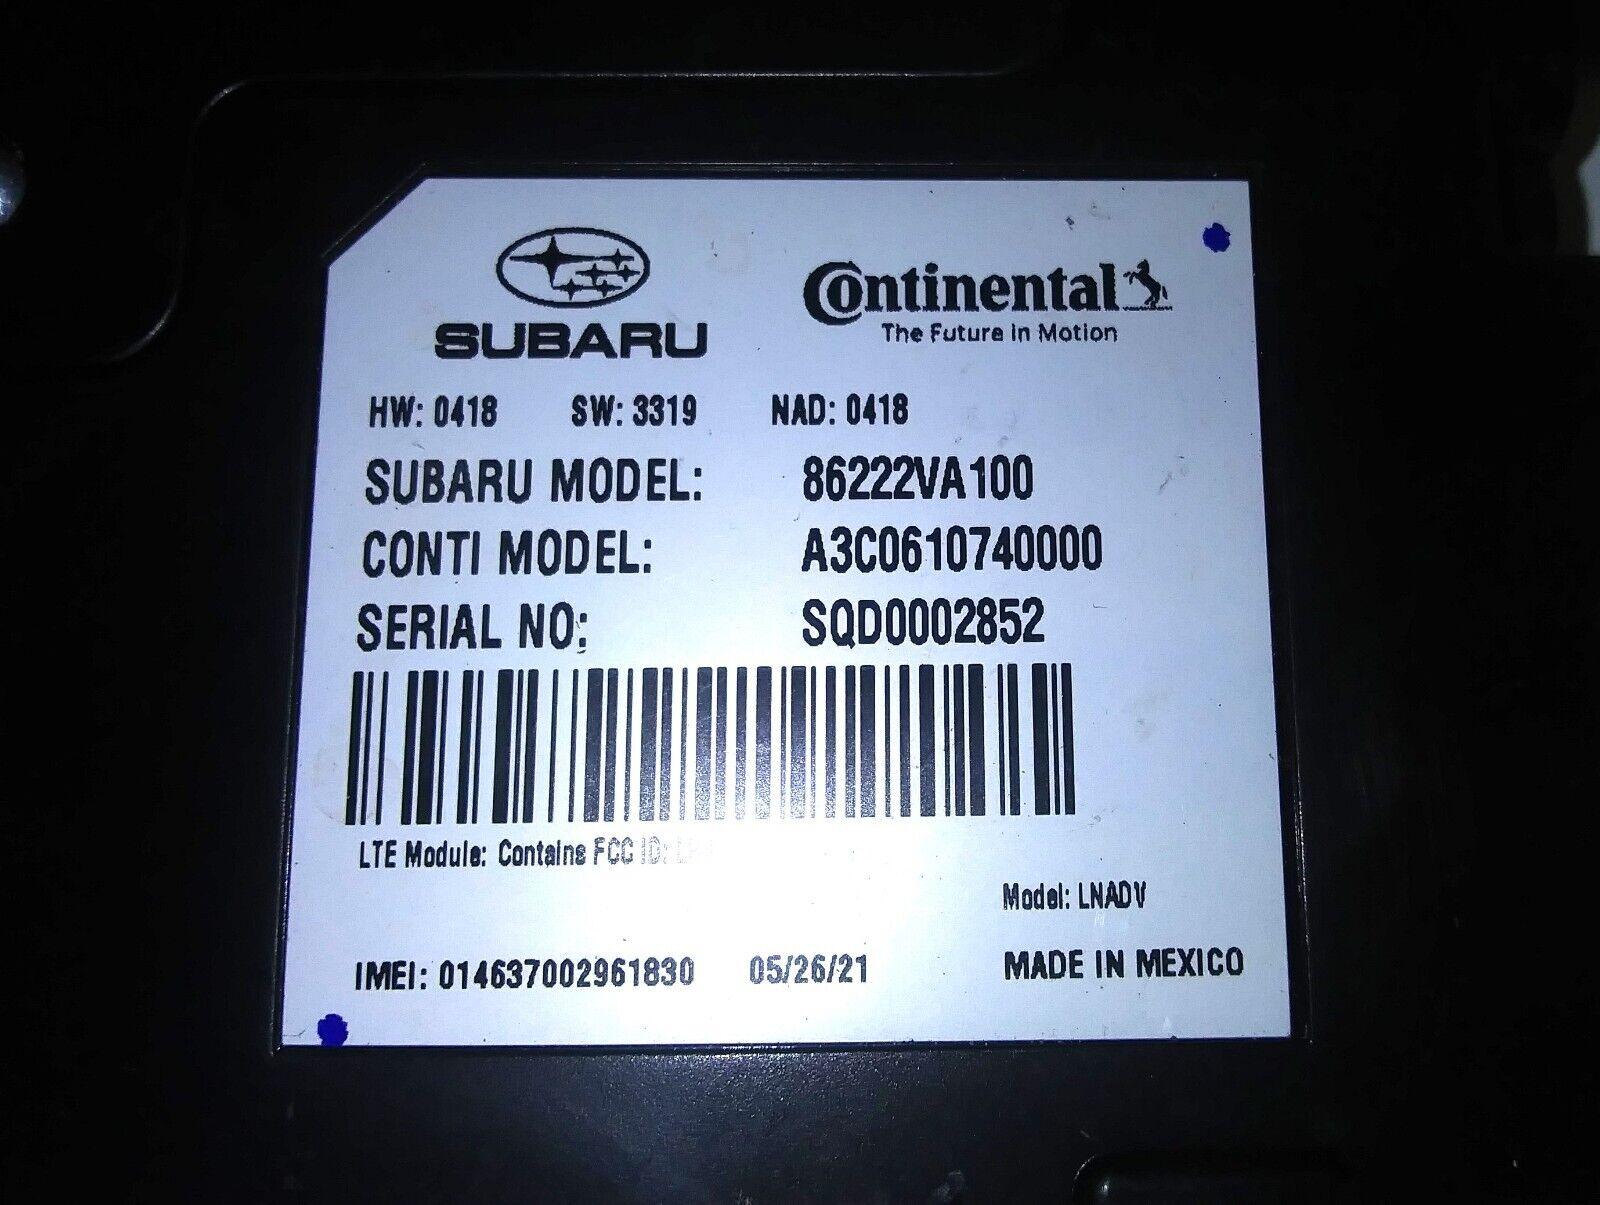 SUBARU
Continental
The Future in Motion
HW: 0418 SW: 3319 NAD: 0418
SUBARU MODEL: 86222VA100
CONTI MODEL: A3C0610740000
SERIAL NO: SQD0002852
LTE Module: Contains FCC ID:
Model: LNADV
IMEI: 014637002961830 05/26/21 MADE IN MEXICO